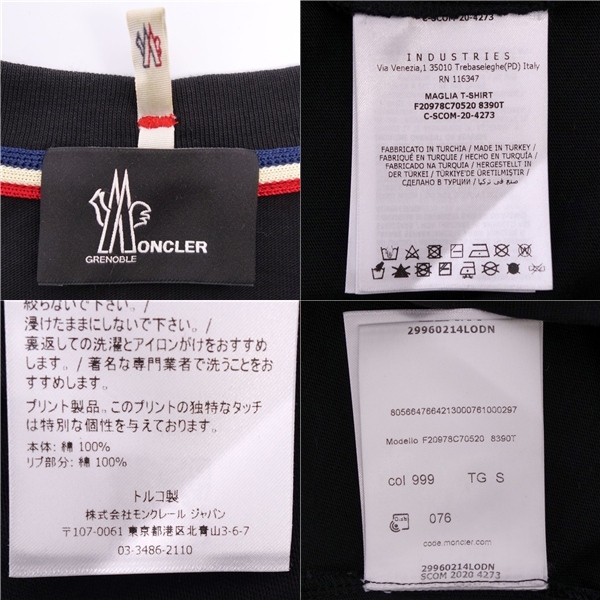 MONCLER
GRENOBLE
C-SCOM-20-4273
INDUSTRIES
Via Venezia,1 35010 Trebaseleghe(PD) Italy
RN 116347
MAGLIA T-SHIRT
F20978C70520 8390T
C-SCOM-20-4273
FABBRICATO IN TURCHIA / MADE IN TURKEY
FABRIQUÉ EN TURQUIE / HECHO EN TURQUÍA
FABRICADO NA TURQUIA / HERGESTELLT IN
DER TÜRKEI / TÜRKİYE'DE ÜRETİLMİŞTİR /
СДЕЛАНО В ТУРЦИИ / صنع في تركيا
絞らないで下さい。/
浸けたままにしないで下さい。/
裏返しての洗濯とアイロンがけをおすすめ
します。/ 著名な専門業者で洗うことをお
すすめします。
プリント製品。このプリントの独特なタッチ
は特別な個性を与えております。
本体: 綿 100%
リブ部分: 綿 100%
トルコ製
株式会社モンクレール ジャパン
〒107-0061 東京都港区北青山3-6-7
03-3486-2110
29960214LODN
8056647664213000761000297
Modello F20978C70520 8390T
col 999 TG S
076
code.moncler.com
29960214LODN
SCOM 2020 4273